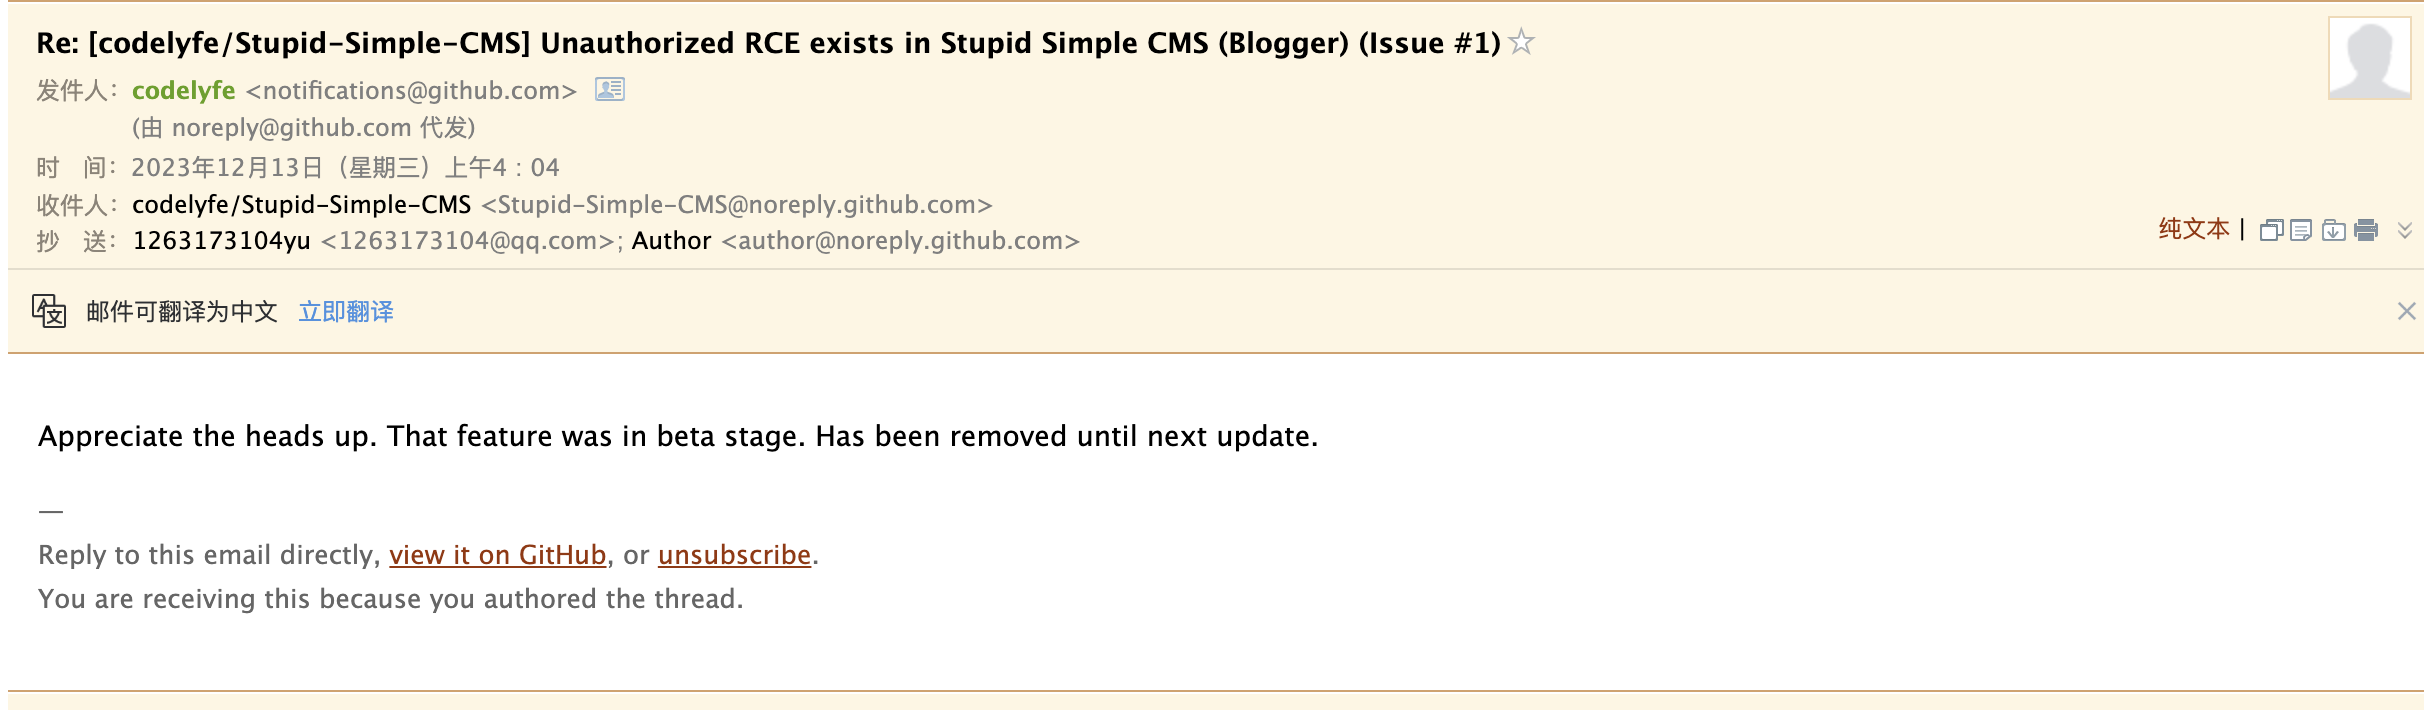 Re: [codelyfe/Stupid-Simple-CMS] Unauthorized RCE exists in Stupid Simple CMS (Blogger) (Issue #1)
发件人： codelyfe <notifications@github.com>
(由 noreply@github.com 代发)
时 间： 2023年12月13日（星期三）上午4：04
收件人： codelyfe/Stupid-Simple-CMS <Stupid-Simple-CMS@noreply.github.com>
抄 送： 1263173104yu <1263173104@qq.com>; Author <author@noreply.github.com>
纯文本 |
邮件可翻译为中文 立即翻译
Appreciate the heads up. That feature was in beta stage. Has been removed until next update.
—
Reply to this email directly, view it on GitHub, or unsubscribe.
You are receiving this because you authored the thread.